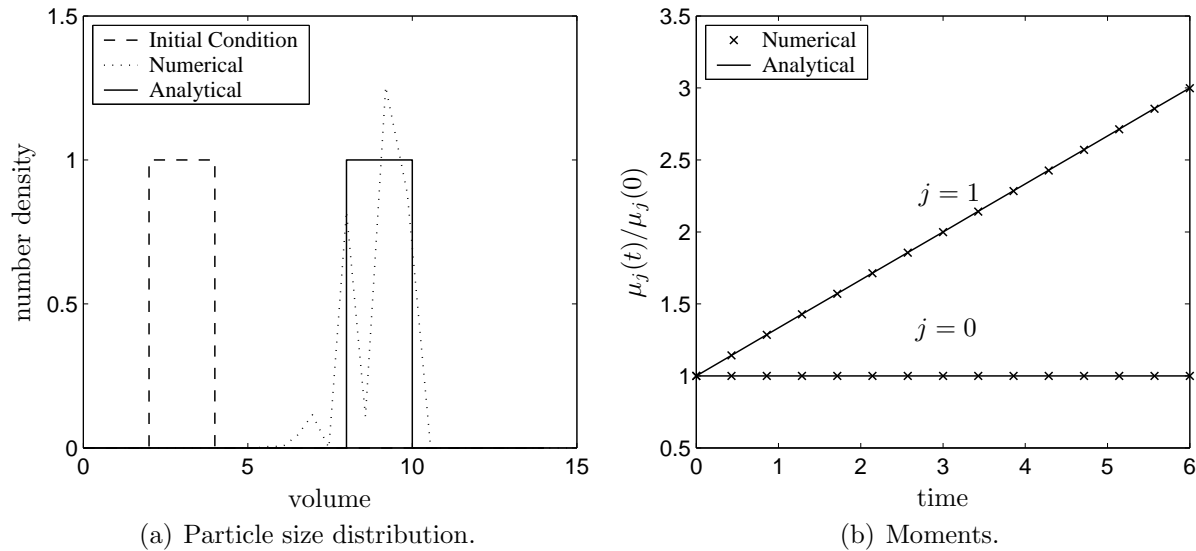 1.5
1
0.5
0
0
5
10
15
number density
volume
Initial Condition
Numerical
Analytical
(a) Particle size distribution.
3.5
3
2.5
2
1.5
1
0.5
0
1
2
3
4
5
6
μ_j(t)/μ_j(0)
time
Numerical
Analytical
j = 1
j = 0
(b) Moments.